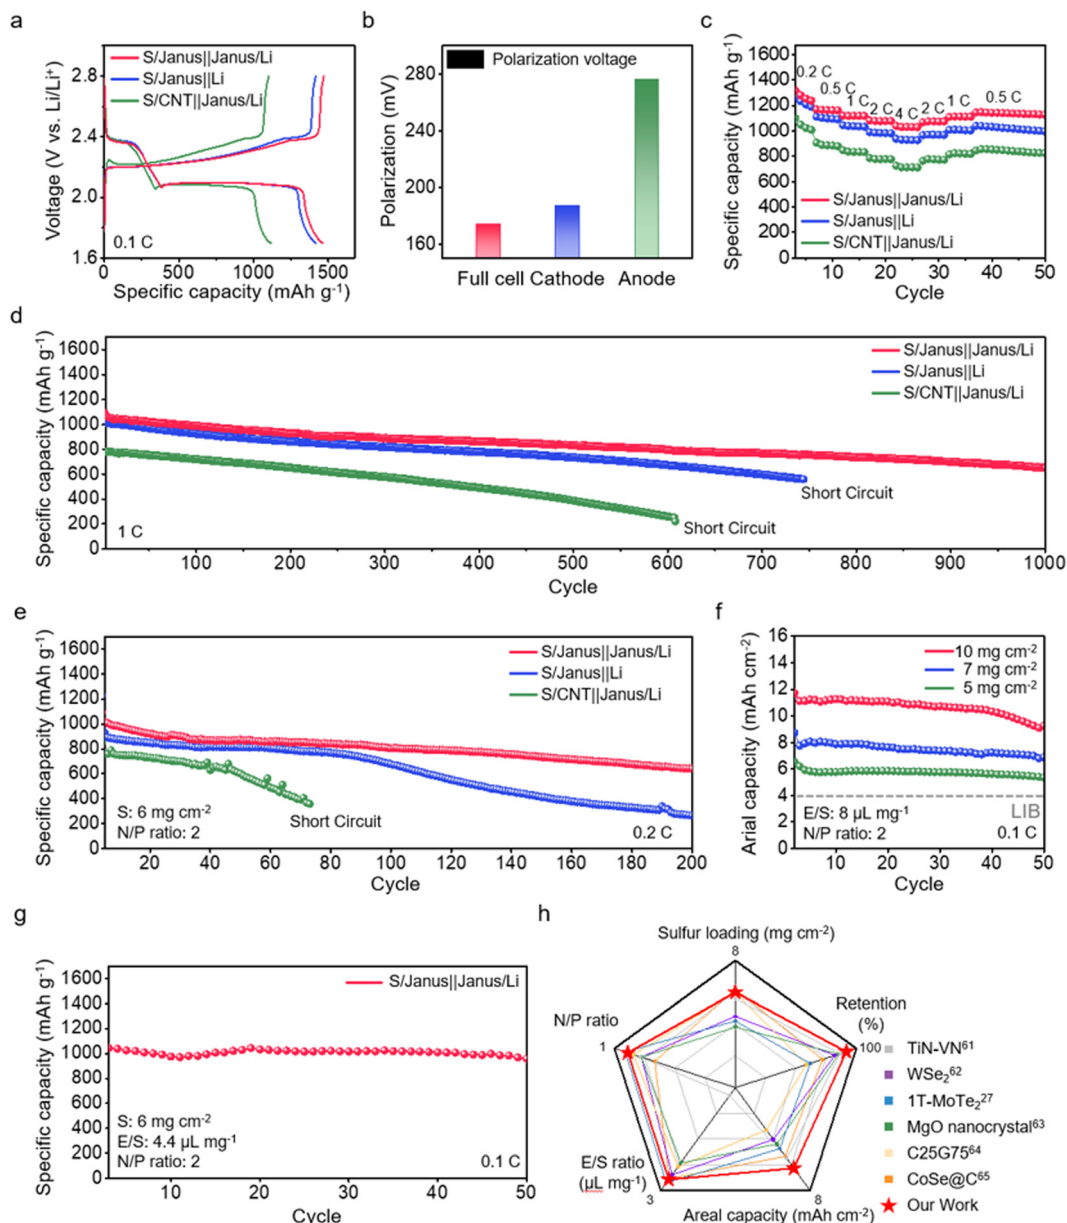 a
2.8
2.4
2.0
1.6
Voltage (V vs. Li/Li⁺)
S/Janus||Janus/Li
S/Janus||Li
S/CNT||Janus/Li
0.1 C
0 500 1000 1500
Specific capacity (mAh g⁻¹)
b
280
240
200
160
Polarization (mV)
Polarization voltage
Full cell Cathode Anode
c
1600
1400
1200
1000
800
600
400
200
0
Specific capacity (mAh g⁻¹)
0.2 C
0.5 C
1 C
2 C
4 C
2 C
1 C
0.5 C
S/Janus||Janus/Li
S/Janus||Li
S/CNT||Janus/Li
10 20 30 40 50
Cycle
d
1600
1400
1200
1000
800
600
400
200
0
Specific capacity (mAh g⁻¹)
S/Janus||Janus/Li
S/Janus||Li
S/CNT||Janus/Li
Short Circuit
Short Circuit
1 C
100 200 300 400 500 600 700 800 900 1000
Cycle
e
1600
1400
1200
1000
800
600
400
200
0
Specific capacity (mAh g⁻¹)
S/Janus||Janus/Li
S/Janus||Li
S/CNT||Janus/Li
S: 6 mg cm⁻²
N/P ratio: 2
Short Circuit
0.2 C
20 40 60 80 100 120 140 160 180 200
Cycle
f
16
14
12
10
8
6
4
2
0
Arial capacity (mAh cm⁻²)
10 mg cm⁻²
7 mg cm⁻²
5 mg cm⁻²
LIB
E/S: 8 µL mg⁻¹
N/P ratio: 2
0.1 C
10 20 30 40 50
Cycle
g
1600
1400
1200
1000
800
600
400
200
0
Specific capacity (mAh g⁻¹)
S/Janus||Janus/Li
S: 6 mg cm⁻²
E/S: 4.4 µL mg⁻¹
N/P ratio: 2
0.1 C
10 20 30 40 50
Cycle
h
Sulfur loading (mg cm⁻²)
8
N/P ratio
1
Retention
(%)
100
E/S ratio
(µL mg⁻¹)
3
8
Areal capacity (mAh cm⁻²)
TiN-VN⁶¹
WSe₂⁶²
1T-MoTe₂²⁷
MgO nanocrystal⁶³
C25G75⁶⁴
CoSe@C⁶⁵
Our Work